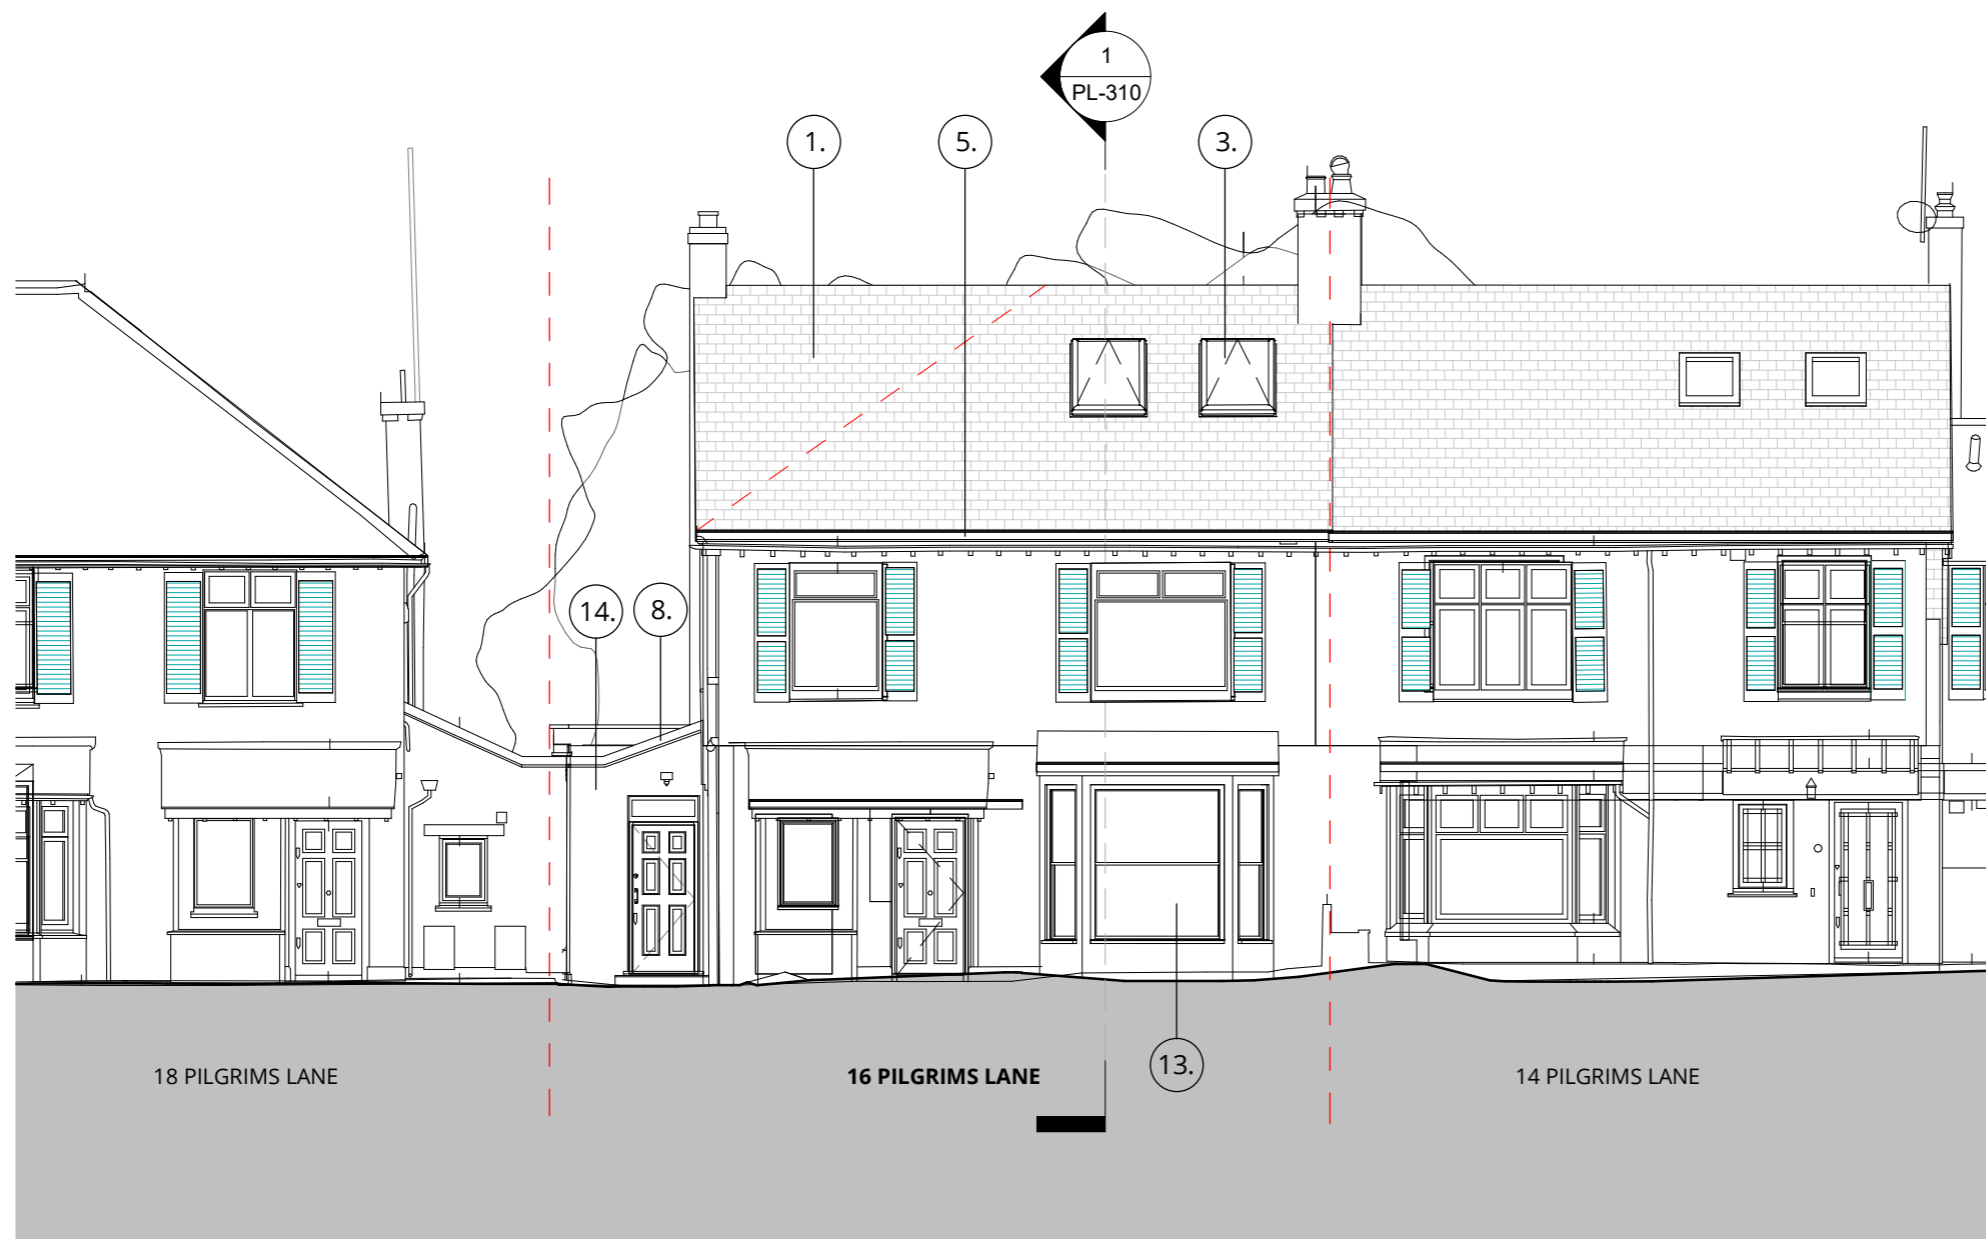 1
PL-310
1.
5.
3.
14.
8.
13.
18 PILGRIMS LANE
16 PILGRIMS LANE
14 PILGRIMS LANE